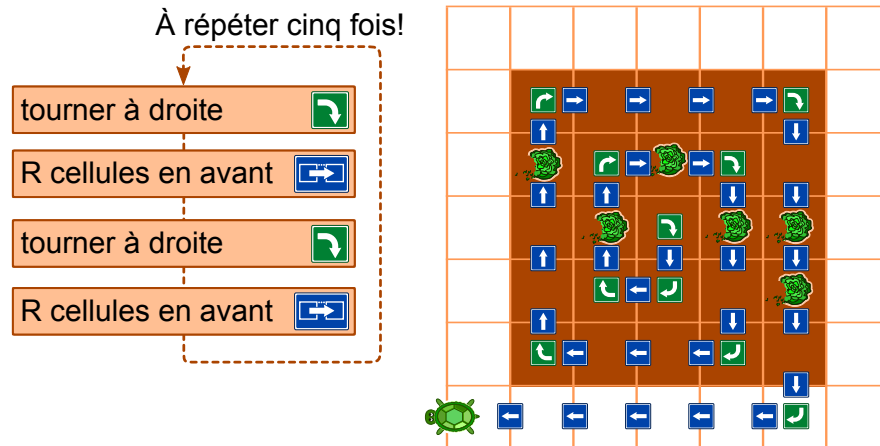 À répéter cinq fois!
tourner à droite
R cellules en avant
tourner à droite
R cellules en avant